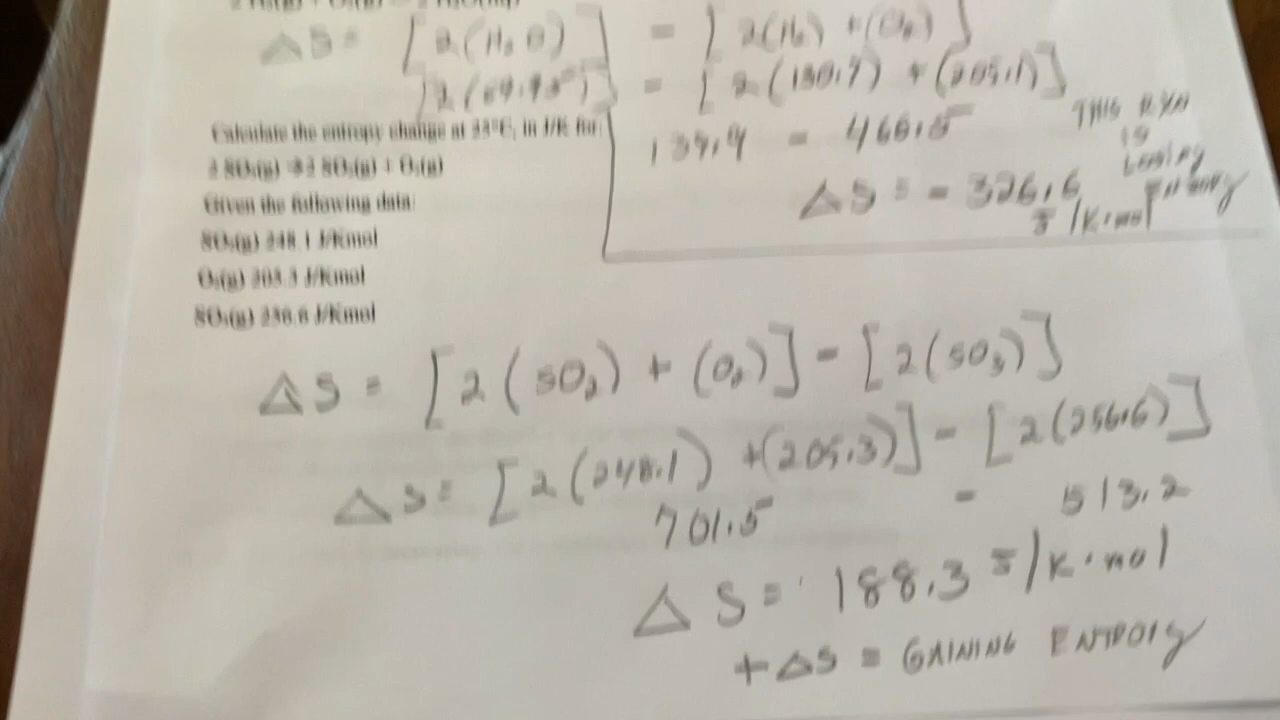 ΔS = [2(H₂O)] = [2(H₂) + (O₂)]
[2(69.95)] = [2(130.7) + (205.1)]
139.9 = 466.5
ΔS = -326.6 J/K·mol
THIS RXN
IS
Losing
Entropy
Calculate the entropy change at 25°C, in J/K for:
2 SO₃(g) → 2 SO₂(g) + O₂(g)
Given the following data:
SO₂(g) 248.1 J/Kmol
O₂(g) 205.3 J/Kmol
SO₃(g) 256.6 J/Kmol
ΔS = [2(SO₂) + (O₂)] - [2(SO₃)]
ΔS = [2(248.1) + (205.3)] - [2(256.6)]
701.5 - 513.2
ΔS = 188.3 J/K·mol
+ΔS = GAINING ENTROPY